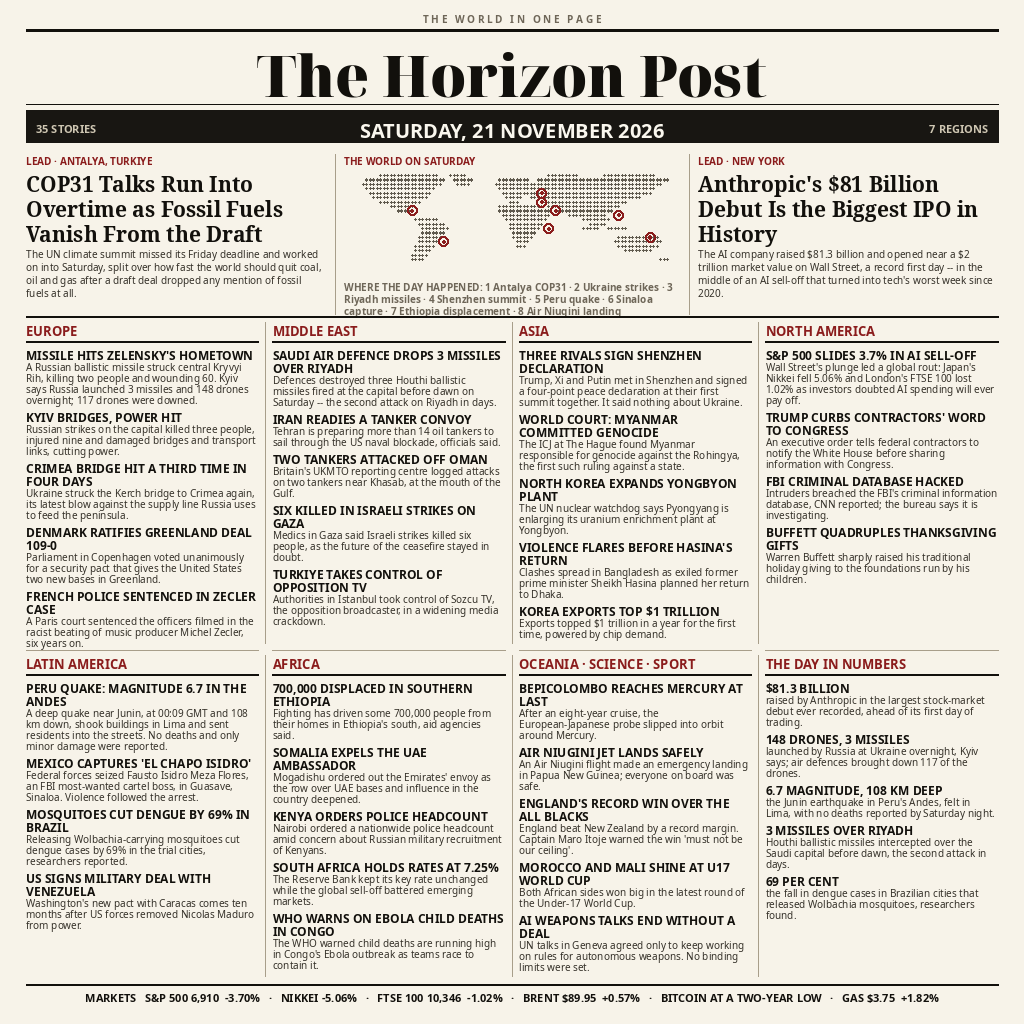 THE WORLD IN ONE PAGE
The Horizon Post
35 STORIES
SATURDAY, 21 NOVEMBER 2026
7 REGIONS
LEAD · ANTALYA, TURKIYE
COP31 Talks Run Into
Overtime as Fossil Fuels
Vanish From the Draft
The UN climate summit missed its Friday deadline and worked
on into Saturday, split over how fast the world should quit coal,
oil and gas after a draft deal dropped any mention of fossil
fuels at all.
THE WORLD ON SATURDAY
WHERE THE DAY HAPPENED: 1 Antalya COP31 · 2 Ukraine strikes · 3
Riyadh missiles · 4 Shenzhen summit · 5 Peru quake · 6 Sinaloa
capture · 7 Ethiopia displacement · 8 Air Niugini landing
LEAD · NEW YORK
Anthropic's $81 Billion
Debut Is the Biggest IPO in
History
The AI company raised $81.3 billion and opened near a $2
trillion market value on Wall Street, a record first day -- in the
middle of an AI sell-off that turned into tech's worst week since
2020.
EUROPE
MISSILE HITS ZELENSKY'S HOMETOWN
A Russian ballistic missile struck central Kryvyi
Rih, killing two people and wounding 60. Kyiv
says Russia launched 3 missiles and 148 drones
overnight; 117 drones were downed.
KYIV BRIDGES, POWER HIT
Russian strikes on the capital killed three people,
injured nine and damaged bridges and transport
links, cutting power.
CRIMEA BRIDGE HIT A THIRD TIME IN
FOUR DAYS
Ukraine struck the Kerch bridge to Crimea again,
its latest blow against the supply line Russia uses
to feed the peninsula.
DENMARK RATIFIES GREENLAND DEAL
109-0
Parliament in Copenhagen voted unanimously
for a security pact that gives the United States
two new bases in Greenland.
FRENCH POLICE SENTENCED IN ZECLER
CASE
A Paris court sentenced the officers filmed in the
racist beating of music producer Michel Zecler,
six years on.
MIDDLE EAST
SAUDI AIR DEFENCE DROPS 3 MISSILES
OVER RIYADH
Defences destroyed three Houthi ballistic
missiles fired at the capital before dawn on
Saturday -- the second attack on Riyadh in days.
IRAN READIES A TANKER CONVOY
Tehran is preparing more than 14 oil tankers to
sail through the US naval blockade, officials said.
TWO TANKERS ATTACKED OFF OMAN
Britain's UKMTO reporting centre logged attacks
on two tankers near Khasab, at the mouth of the
Gulf.
SIX KILLED IN ISRAELI STRIKES ON
GAZA
Medics in Gaza said Israeli strikes killed six
people, as the future of the ceasefire stayed in
doubt.
TURKIYE TAKES CONTROL OF
OPPOSITION TV
Authorities in Istanbul took control of Sozcu TV,
the opposition broadcaster, in a widening media
crackdown.
ASIA
THREE RIVALS SIGN SHENZHEN
DECLARATION
Trump, Xi and Putin met in Shenzhen and signed
a four-point peace declaration at their first
summit together. It said nothing about Ukraine.
WORLD COURT: MYANMAR
COMMITTED GENOCIDE
The ICJ at The Hague found Myanmar
responsible for genocide against the Rohingya,
the first such ruling against a state.
NORTH KOREA EXPANDS YONGBYON
PLANT
The UN nuclear watchdog says Pyongyang is
enlarging its uranium enrichment plant at
Yongbyon.
VIOLENCE FLARES BEFORE HASINA'S
RETURN
Clashes spread in Bangladesh as exiled former
prime minister Sheikh Hasina planned her return
to Dhaka.
KOREA EXPORTS TOP $1 TRILLION
Exports topped $1 trillion in a year for the first
time, powered by chip demand.
NORTH AMERICA
S&P 500 SLIDES 3.7% IN AI SELL-OFF
Wall Street's plunge led a global rout: Japan's
Nikkei fell 5.06% and London's FTSE 100 lost
1.02% as investors doubted AI spending will ever
pay off.
TRUMP CURBS CONTRACTORS' WORD
TO CONGRESS
An executive order tells federal contractors to
notify the White House before sharing
information with Congress.
FBI CRIMINAL DATABASE HACKED
Intruders breached the FBI's criminal information
database, CNN reported; the bureau says it is
investigating.
BUFFETT QUADRUPLES THANKSGIVING
GIFTS
Warren Buffett sharply raised his traditional
holiday giving to the foundations run by his
children.
LATIN AMERICA
PERU QUAKE: MAGNITUDE 6.7 IN THE
ANDES
A deep quake near Junin, at 00:09 GMT and 108
km down, shook buildings in Lima and sent
residents into the streets. No deaths and only
minor damage were reported.
MEXICO CAPTURES 'EL CHAPO ISIDRO'
Federal forces seized Fausto Isidro Meza Flores,
an FBI most-wanted cartel boss, in Guasave,
Sinaloa. Violence followed the arrest.
MOSQUITOES CUT DENGUE BY 69% IN
BRAZIL
Releasing Wolbachia-carrying mosquitoes cut
dengue cases by 69% in the trial cities,
researchers reported.
US SIGNS MILITARY DEAL WITH
VENEZUELA
Washington's new pact with Caracas comes ten
months after US forces removed Nicolas Maduro
from power.
AFRICA
700,000 DISPLACED IN SOUTHERN
ETHIOPIA
Fighting has driven some 700,000 people from
their homes in Ethiopia's south, aid agencies
said.
SOMALIA EXPELS THE UAE
AMBASSADOR
Mogadishu ordered out the Emirates' envoy as
the row over UAE bases and influence in the
country deepened.
KENYA ORDERS POLICE HEADCOUNT
Nairobi ordered a nationwide police headcount
amid concern about Russian military recruitment
of Kenyans.
SOUTH AFRICA HOLDS RATES AT 7.25%
The Reserve Bank kept its key rate unchanged
while the global sell-off battered emerging
markets.
WHO WARNS ON EBOLA CHILD DEATHS
IN CONGO
The WHO warned child deaths are running high
in Congo's Ebola outbreak as teams race to
contain it.
OCEANIA · SCIENCE · SPORT
BEPICOLOMBO REACHES MERCURY AT
LAST
After an eight-year cruise, the
European-Japanese probe slipped into orbit
around Mercury.
AIR NIUGINI JET LANDS SAFELY
An Air Niugini flight made an emergency landing
in Papua New Guinea; everyone on board was
safe.
ENGLAND'S RECORD WIN OVER THE
ALL BLACKS
England beat New Zealand by a record margin.
Captain Maro Itoje warned the win 'must not be
our ceiling'.
MOROCCO AND MALI SHINE AT U17
WORLD CUP
Both African sides won big in the latest round of
the Under-17 World Cup.
AI WEAPONS TALKS END WITHOUT A
DEAL
UN talks in Geneva agreed only to keep working
on rules for autonomous weapons. No binding
limits were set.
THE DAY IN NUMBERS
$81.3 BILLION
raised by Anthropic in the largest stock-market
debut ever recorded, ahead of its first day of
trading.
148 DRONES, 3 MISSILES
launched by Russia at Ukraine overnight, Kyiv
says; air defences brought down 117 of the
drones.
6.7 MAGNITUDE, 108 KM DEEP
the Junin earthquake in Peru's Andes, felt in
Lima, with no deaths reported by Saturday night.
3 MISSILES OVER RIYADH
Houthi ballistic missiles intercepted over the
Saudi capital before dawn, the second attack in
days.
69 PER CENT
the fall in dengue cases in Brazilian cities that
released Wolbachia mosquitoes, researchers
found.
MARKETS S&P 500 6,910 -3.70% · NIKKEI -5.06% · FTSE 100 10,346 -1.02% · BRENT $89.95 +0.57% · BITCOIN AT A TWO-YEAR LOW · GAS $3.75 +1.82%